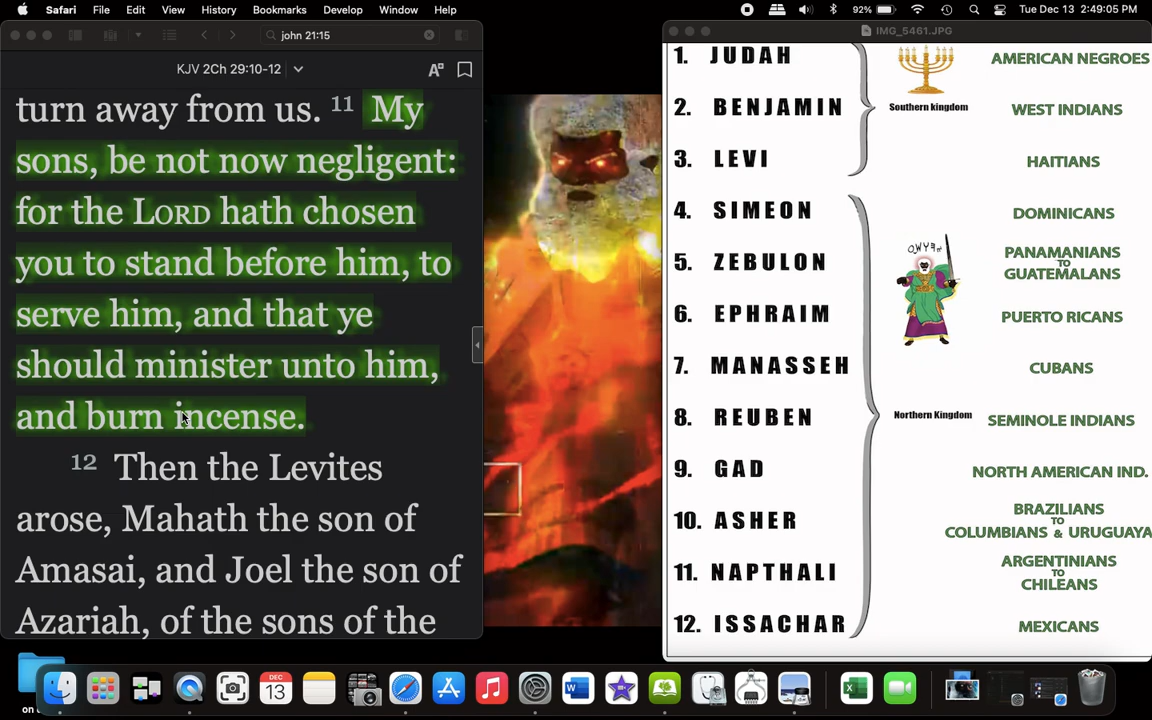 Safari File Edit View History Bookmarks Develop Window Help
92% Tue Dec 13 2:49:05 PM
john 21:15
KJV 2Ch 29:10-12
turn away from us. 11 My
sons, be not now negligent:
for the LORD hath chosen
you to stand before him, to
serve him, and that ye
should minister unto him,
and burn incense.
12 Then the Levites
arose, Mahath the son of
Amasai, and Joel the son of
Azariah, of the sons of the
IMG_5461.JPG
1. JUDAH AMERICAN NEGROES
2. BENJAMIN Southern kingdom WEST INDIANS
3. LEVI HAITIANS
4. SIMEON DOMINICANS
5. ZEBULON PANAMANIANS
TO
GUATEMALANS
6. EPHRAIM PUERTO RICANS
7. MANASSEH CUBANS
8. REUBEN Northern Kingdom SEMINOLE INDIANS
9. GAD NORTH AMERICAN IND.
10. ASHER BRAZILIANS
TO
COLUMBIANS & URUGUAYA
11. NAPTHALI ARGENTINIANS
TO
CHILEANS
12. ISSACHAR MEXICANS
DEC
13
on